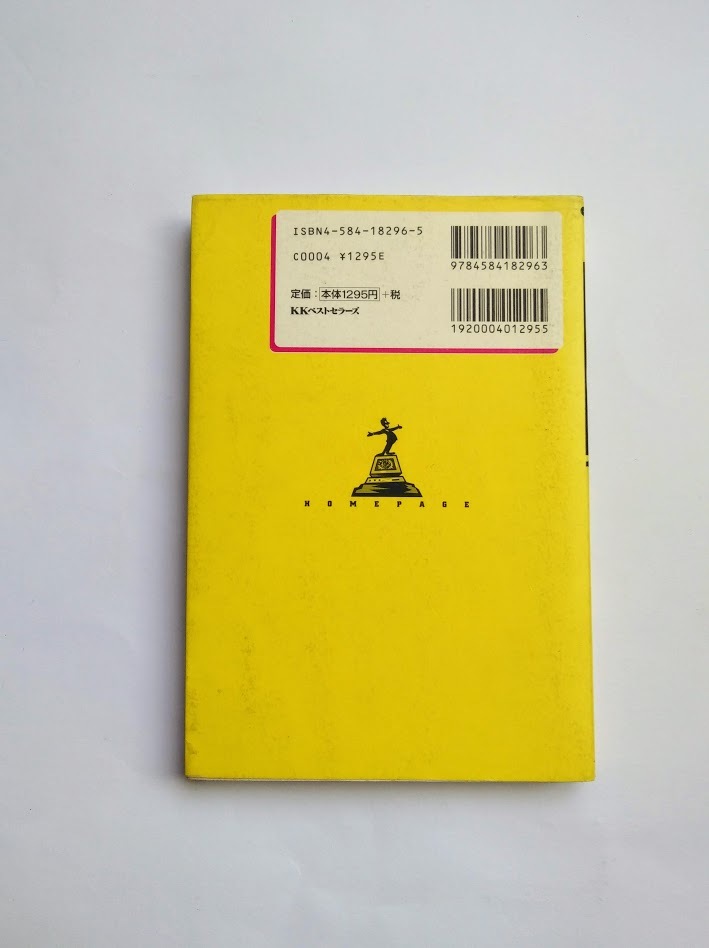 ISBN4-584-18296-5
C0004 ¥1295E
定価：本体1295円＋税
KKベストセラーズ
9784584182963
1920004012955
HOMEPAGE